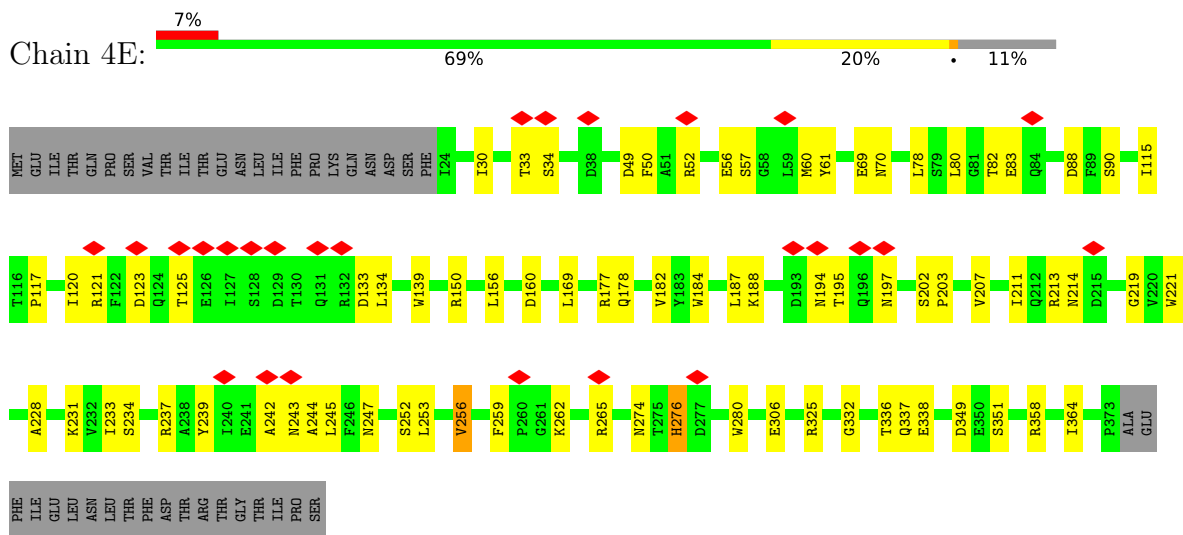 7%
Chain 4E:
69% 20% • 11%
MET GLU ILE THR GLN PRO SER VAL THR ILE THR GLU ASN LEU ILE PHE PRO LYS GLN ASN ASP SER PHE I24 I30 T33 S34 D38 D49 F50 A51 R52 E56 S57 G58 L59 M60 Y61 E69 N70 L78 S79 L80 G81 T82 E83 Q84 D88 F89 S90 I115
T116 P117 I120 R121 F122 D123 Q124 T125 E126 I127 S128 D129 T130 Q131 R132 D133 L134 W139 R150 L156 D160 L169 R177 Q178 V182 Y183 W184 L187 K188 D193 N194 T195 Q196 N197 S202 P203 V207 I211 Q212 R213 N214 D215 G219 V220 W221
A228 K231 V232 I233 S234 R237 A238 Y239 I240 E241 A242 N243 A244 L245 F246 N247 S252 L253 V256 F259 P260 G261 K262 R265 N274 T275 H276 D277 W280 E306 R325 G332 T336 Q337 E338 D349 E350 S351 R358 I364 P373 ALA GLU
PHE ILE GLU LEU ASN LEU THR PHE ASP THR ARG THR GLY THR ILE PRO SER